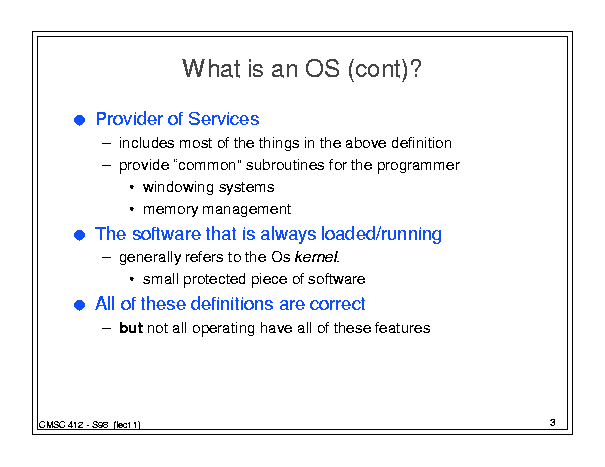 What is an OS (cont)?
● Provider of Services
– includes most of the things in the above definition
– provide “common” subroutines for the programmer
• windowing systems
• memory management
● The software that is always loaded/running
– generally refers to the Os kernel.
• small protected piece of software
● All of these definitions are correct
– but not all operating have all of these features
CMSC 412 - S98 (lect 1)
3